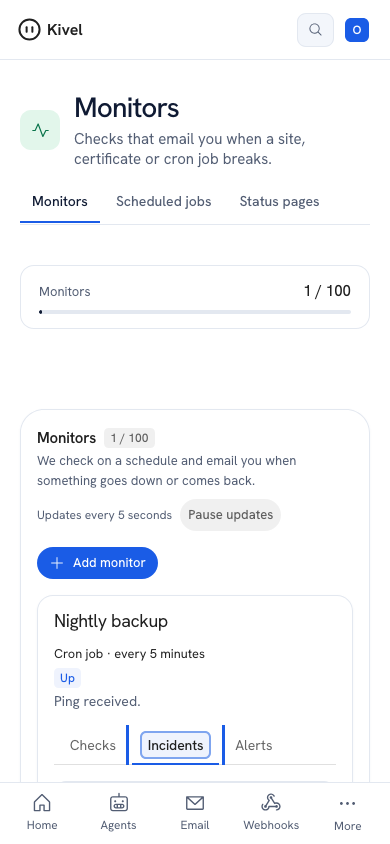 Kivel
O
Monitors
Checks that email you when a site,
certificate or cron job breaks.
Monitors Scheduled jobs Status pages
Monitors 1 / 100
Monitors 1 / 100
We check on a schedule and email you when
something goes down or comes back.
Updates every 5 seconds Pause updates
Add monitor
Nightly backup
Cron job · every 5 minutes
Up
Ping received.
Checks Incidents Alerts
Home Agents Email Webhooks More